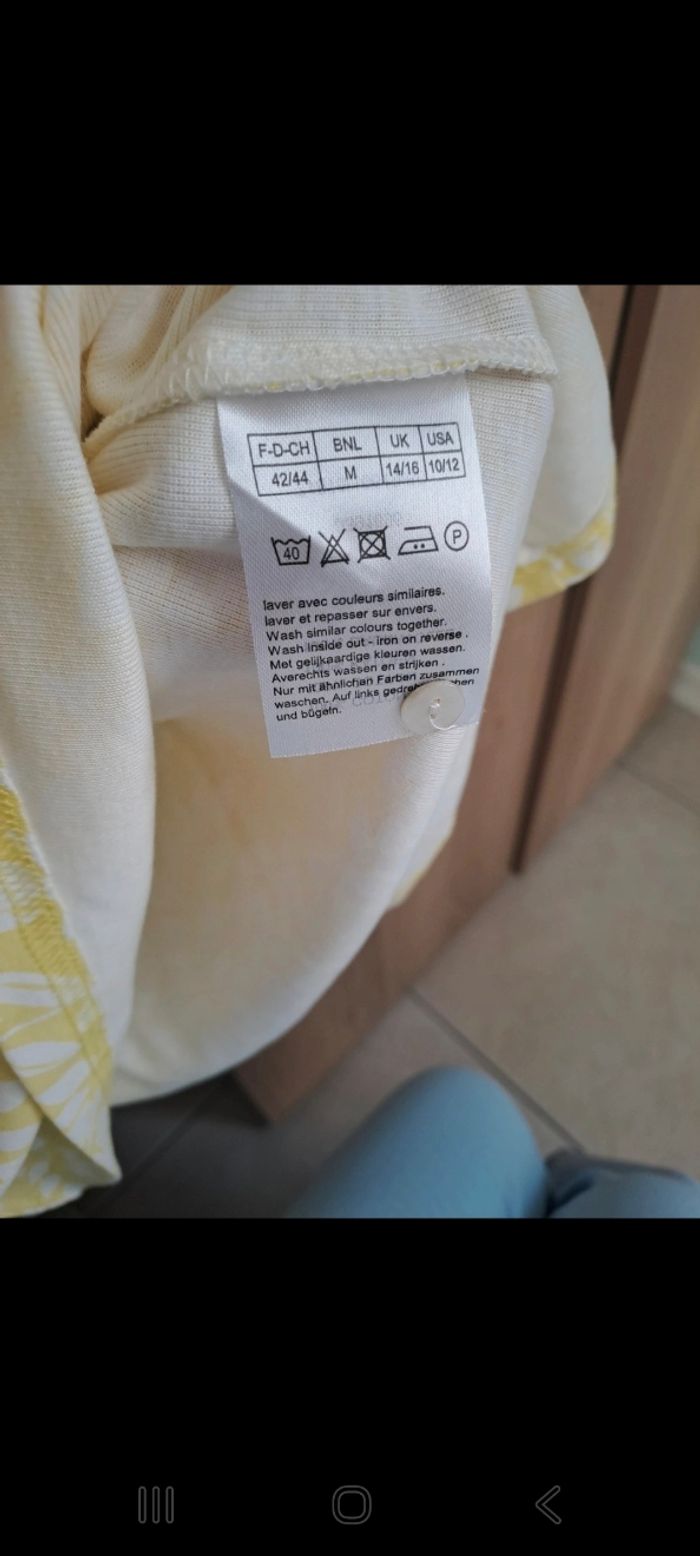 F-D-CH BNL UK USA
42/44 M 14/16 10/12
40 P
laver avec couleurs similaires.
laver et repasser sur envers.
Wash similar colours together.
Wash inside out - iron on reverse .
Met gelijkaardige kleuren wassen.
Averechts wassen en strijken .
Nur mit ähnlichen Farben zusammen
waschen. Auf links
und bügeln.